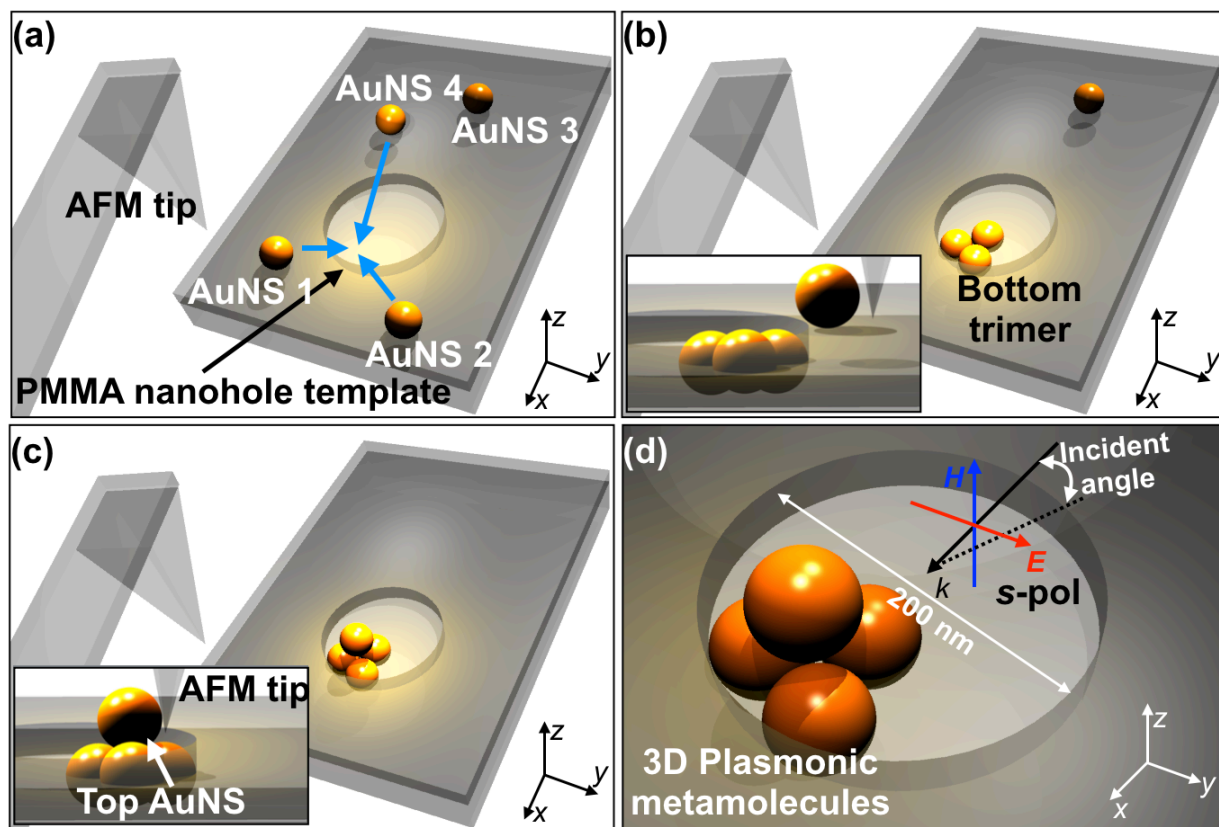 (a)
AuNS 4
AuNS 3
AFM tip
AuNS 1
AuNS 2
PMMA nanohole template
z
y
x
(b)
Bottom
trimer
z
y
x
(c)
AFM tip
Top AuNS
z
y
x
(d)
Incident
angle
H
E
k
s-pol
200 nm
3D Plasmonic
metamolecules
z
y
x